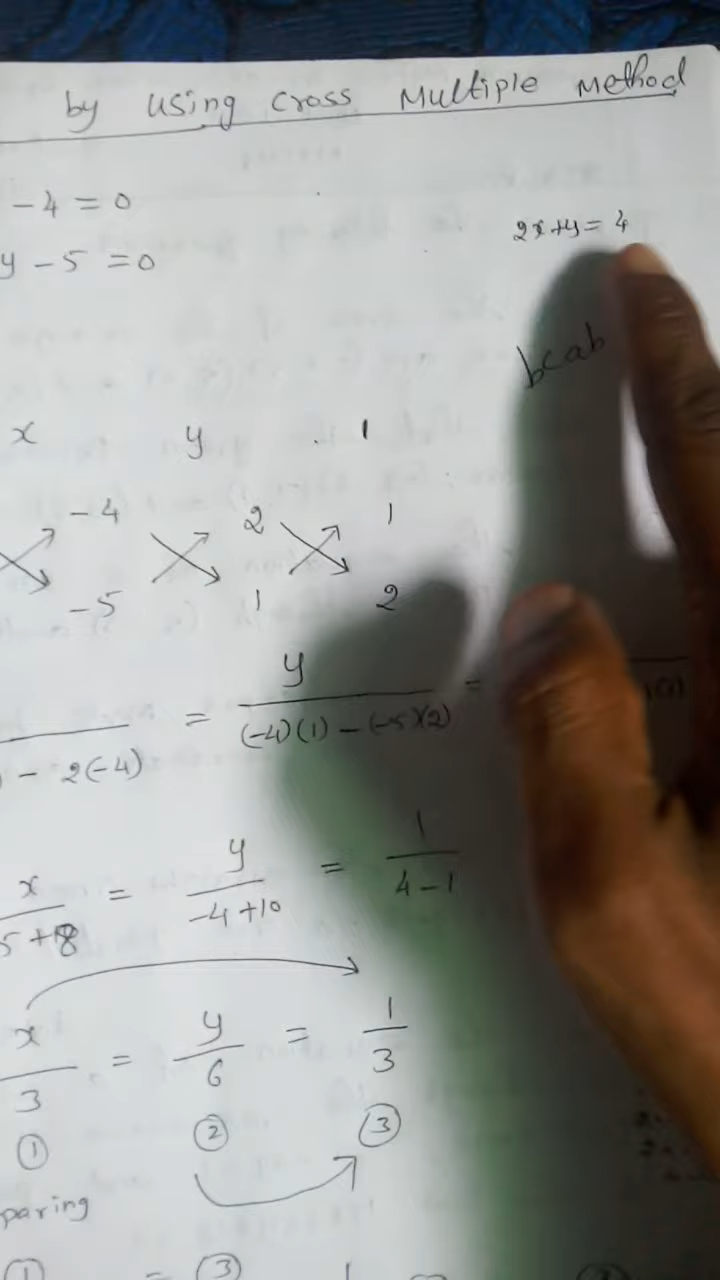 by using cross Multiple Method
- 4 = 0
2x+y = 4
y - 5 = 0
bcab
x y 1
-4 2 1
-5 1 2
y
= ——— =
- 2(-4) (-4)(1) - (-5)(2)
x/5+8 = y/-4+10 = 1/4-1
x/3 = y/6 = 1/3
① ② ③
paring
① = ③